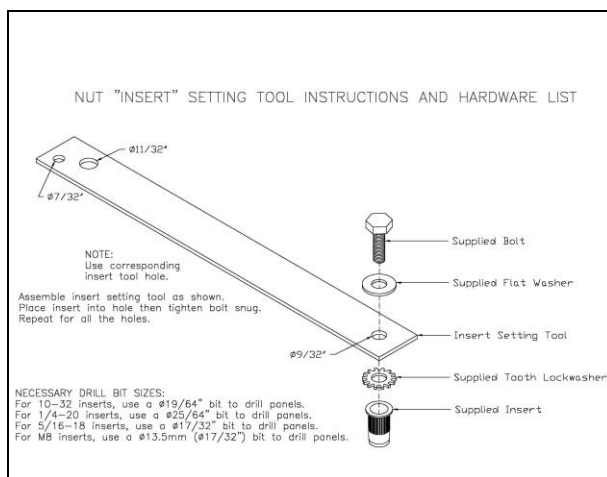 NUT "INSERT" SETTING TOOL INSTRUCTIONS AND HARDWARE LIST
ø11/32"
ø7/32"
Supplied Bolt
NOTE:
Use corresponding
insert tool hole.
Supplied Flat Washer
Assemble insert setting tool as shown.
Place insert into hole then tighten bolt snug.
Repeat for all the holes.
Insert Setting Tool
ø9/32"
Supplied Tooth Lockwasher
Supplied Insert
NECESSARY DRILL BIT SIZES:
For 10-32 inserts, use a ø19/64" bit to drill panels.
For 1/4-20 inserts, use a ø25/64" bit to drill panels.
For 5/16-18 inserts, use a ø17/32" bit to drill panels.
For M8 inserts, use a ø13.5mm (ø17/32") bit to drill panels.